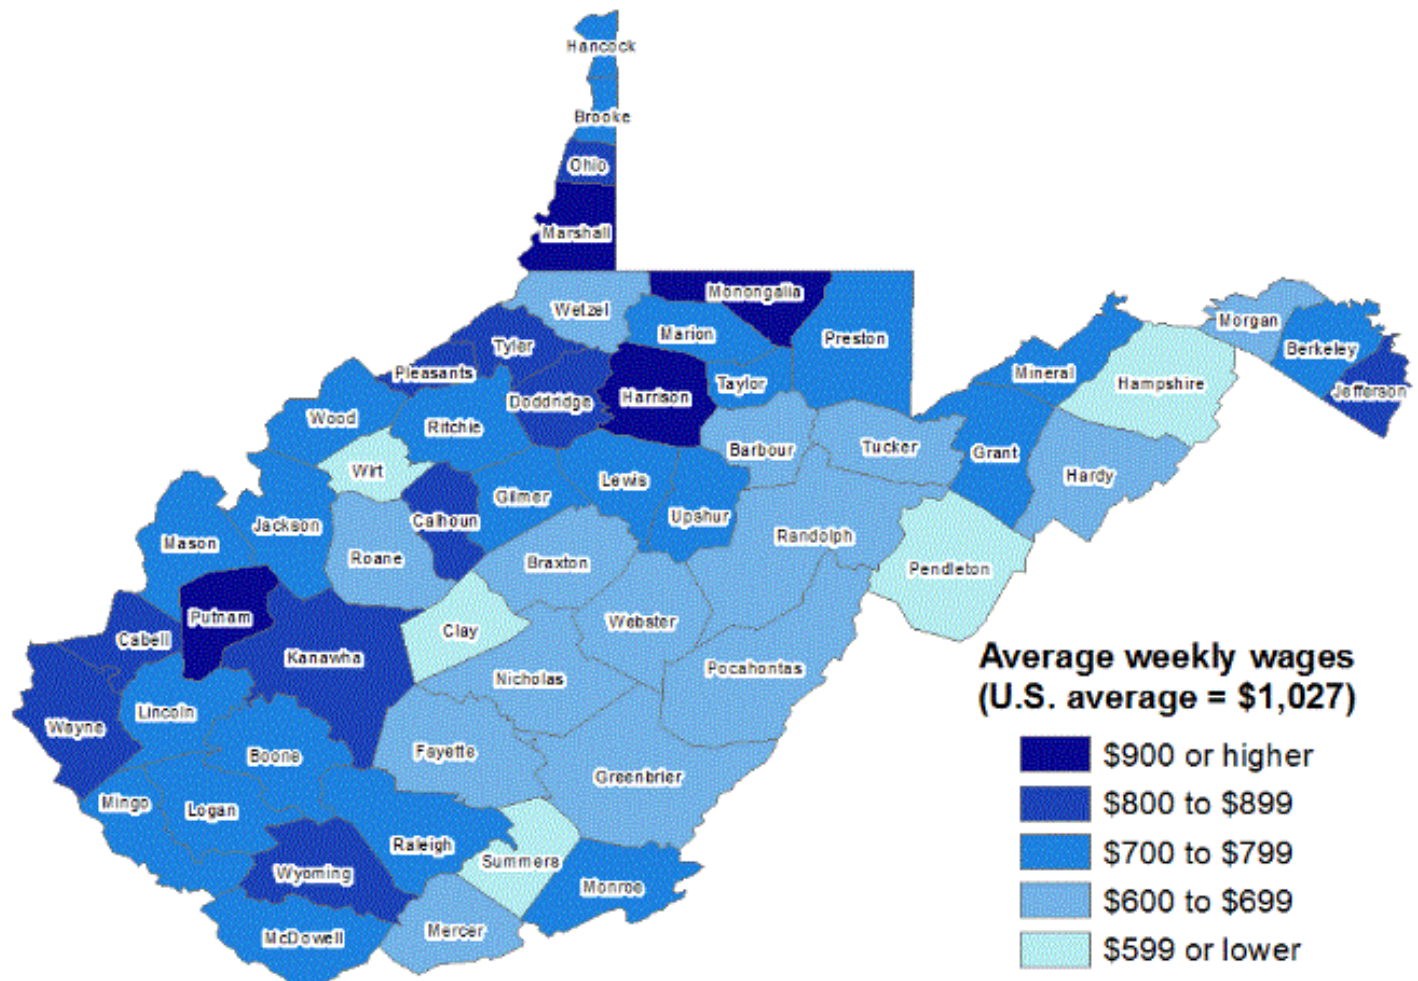 Hancock
Brooke
Ohio
Marshall
Wetzel
Monongalia
Marion
Preston
Morgan
Berkeley
Jefferson
Tyler
Pleasants
Doddridge
Harrison
Taylor
Mineral
Hampshire
Wood
Ritchie
Barbour
Tucker
Grant
Hardy
Wirt
Calhoun
Gilmer
Lewis
Upshur
Randolph
Jackson
Mason
Roane
Braxton
Pendleton
Putnam
Cabell
Kanawha
Clay
Webster
Nicholas
Pocahontas
Wayne
Lincoln
Boone
Fayette
Greenbrier
Mingo
Logan
Raleigh
Summers
Wyoming
Monroe
McDowell
Mercer
Average weekly wages
(U.S. average = $1,027)
$900 or higher
$800 to $899
$700 to $799
$600 to $699
$599 or lower